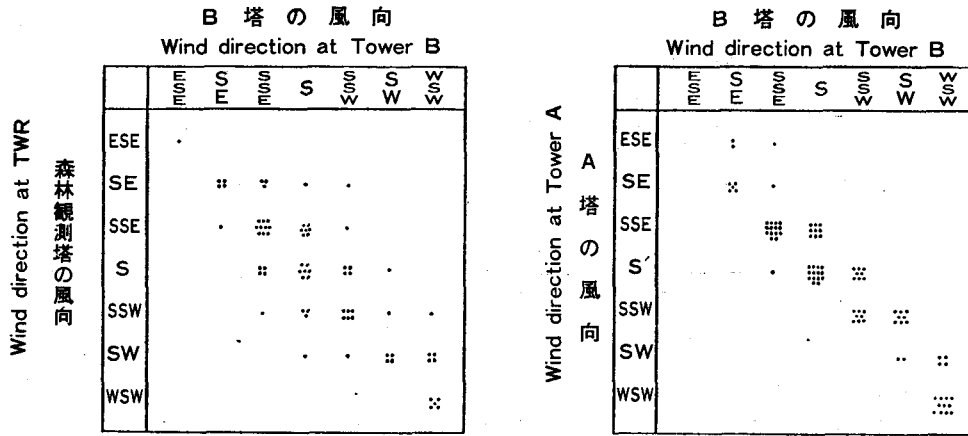 B 塔 の 風 向
Wind direction at Tower B
ESE SE SSE S SSW SW WSW
Wind direction at TWR
森林観測塔の風向
ESE
SE
SSE
S
SSW
SW
WSW
B 塔 の 風 向
Wind direction at Tower B
ESE SE SSE S SSW SW WSW
Wind direction at Tower A
A 塔 の 風 向
ESE
SE
SSE
S´
SSW
SW
WSW